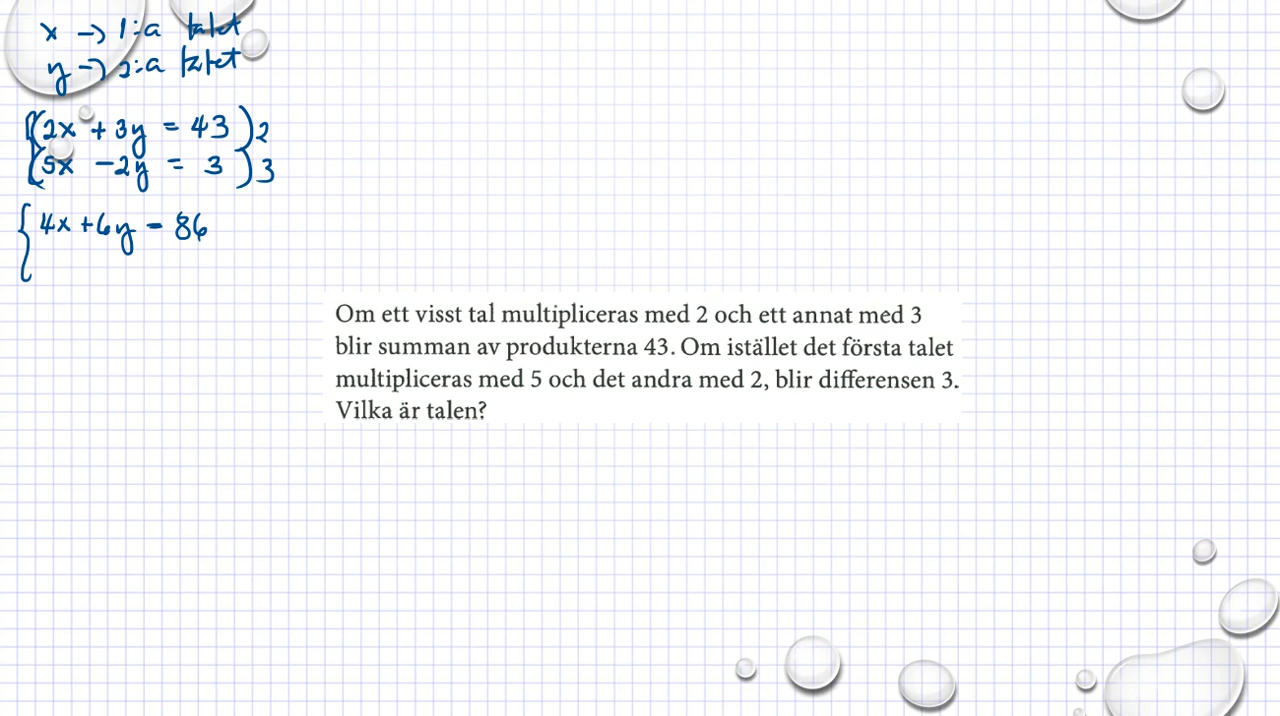 x → 1:a talet
y → 2:a talet
(2x + 3y = 43)2
(5x - 2y = 3)3
{4x + 6y = 86
Om ett visst tal multipliceras med 2 och ett annat med 3
blir summan av produkterna 43. Om istället det första talet
multipliceras med 5 och det andra med 2, blir differensen 3.
Vilka är talen?